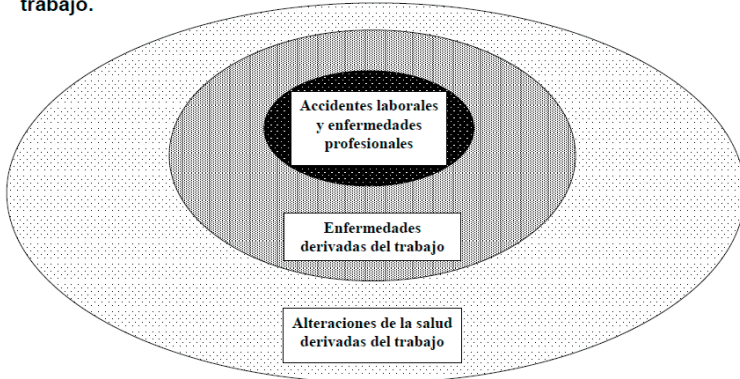 trabajo.
Accidentes laborales
y enfermedades
profesionales
Enfermedades
derivadas del trabajo
Alteraciones de la salud
derivadas del trabajo